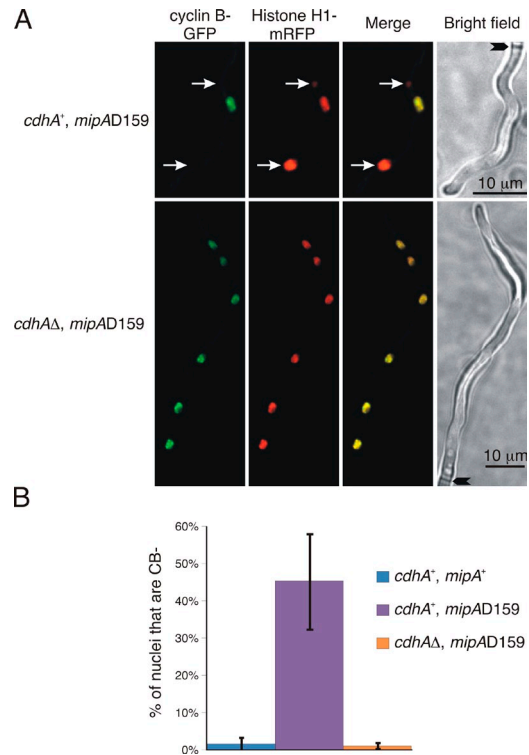 A
cyclin B-
GFP
Histone H1-
mRFP
Merge
Bright field
cdhA⁺, mipAD159
10 μm
cdhAΔ, mipAD159
10 μm
B
% of nuclei that are CB-
60%
50%
40%
30%
20%
10%
0%
cdhA⁺, mipA⁺
cdhA⁺, mipAD159
cdhAΔ, mipAD159